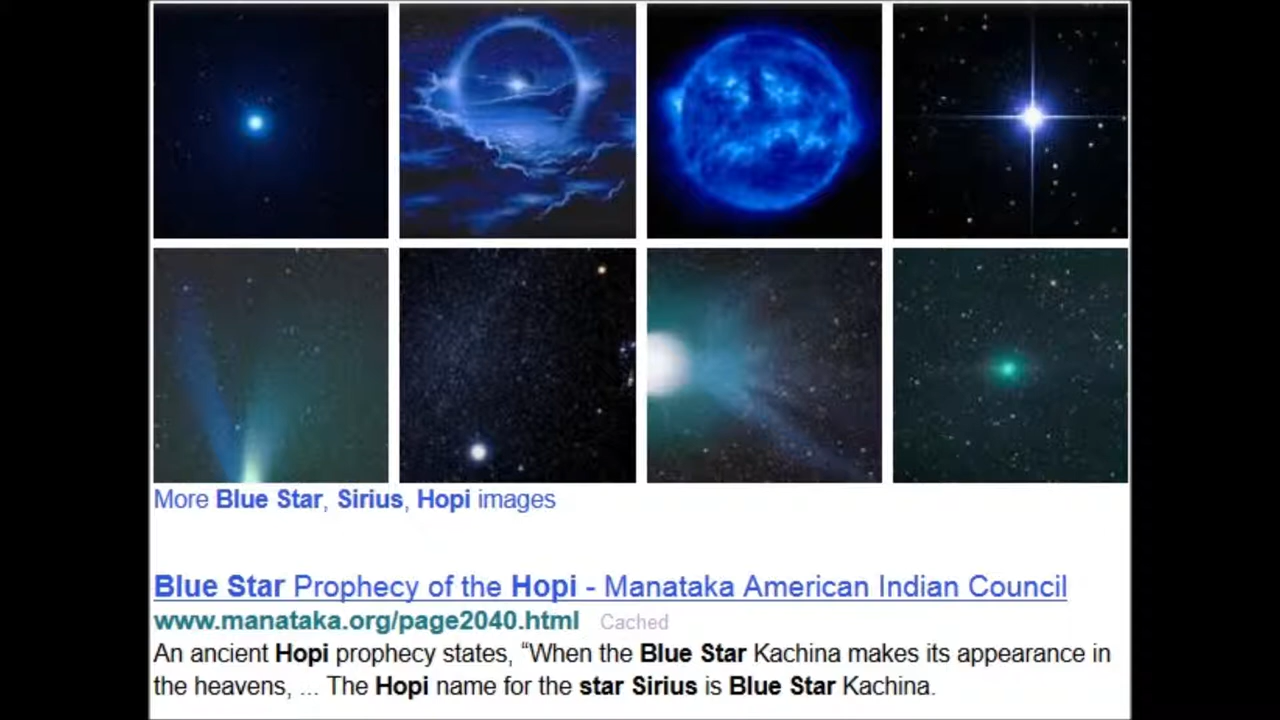 More Blue Star, Sirius, Hopi images
Blue Star Prophecy of the Hopi - Manataka American Indian Council
www.manataka.org/page2040.html Cached
An ancient Hopi prophecy states, “When the Blue Star Kachina makes its appearance in
the heavens, ... The Hopi name for the star Sirius is Blue Star Kachina.